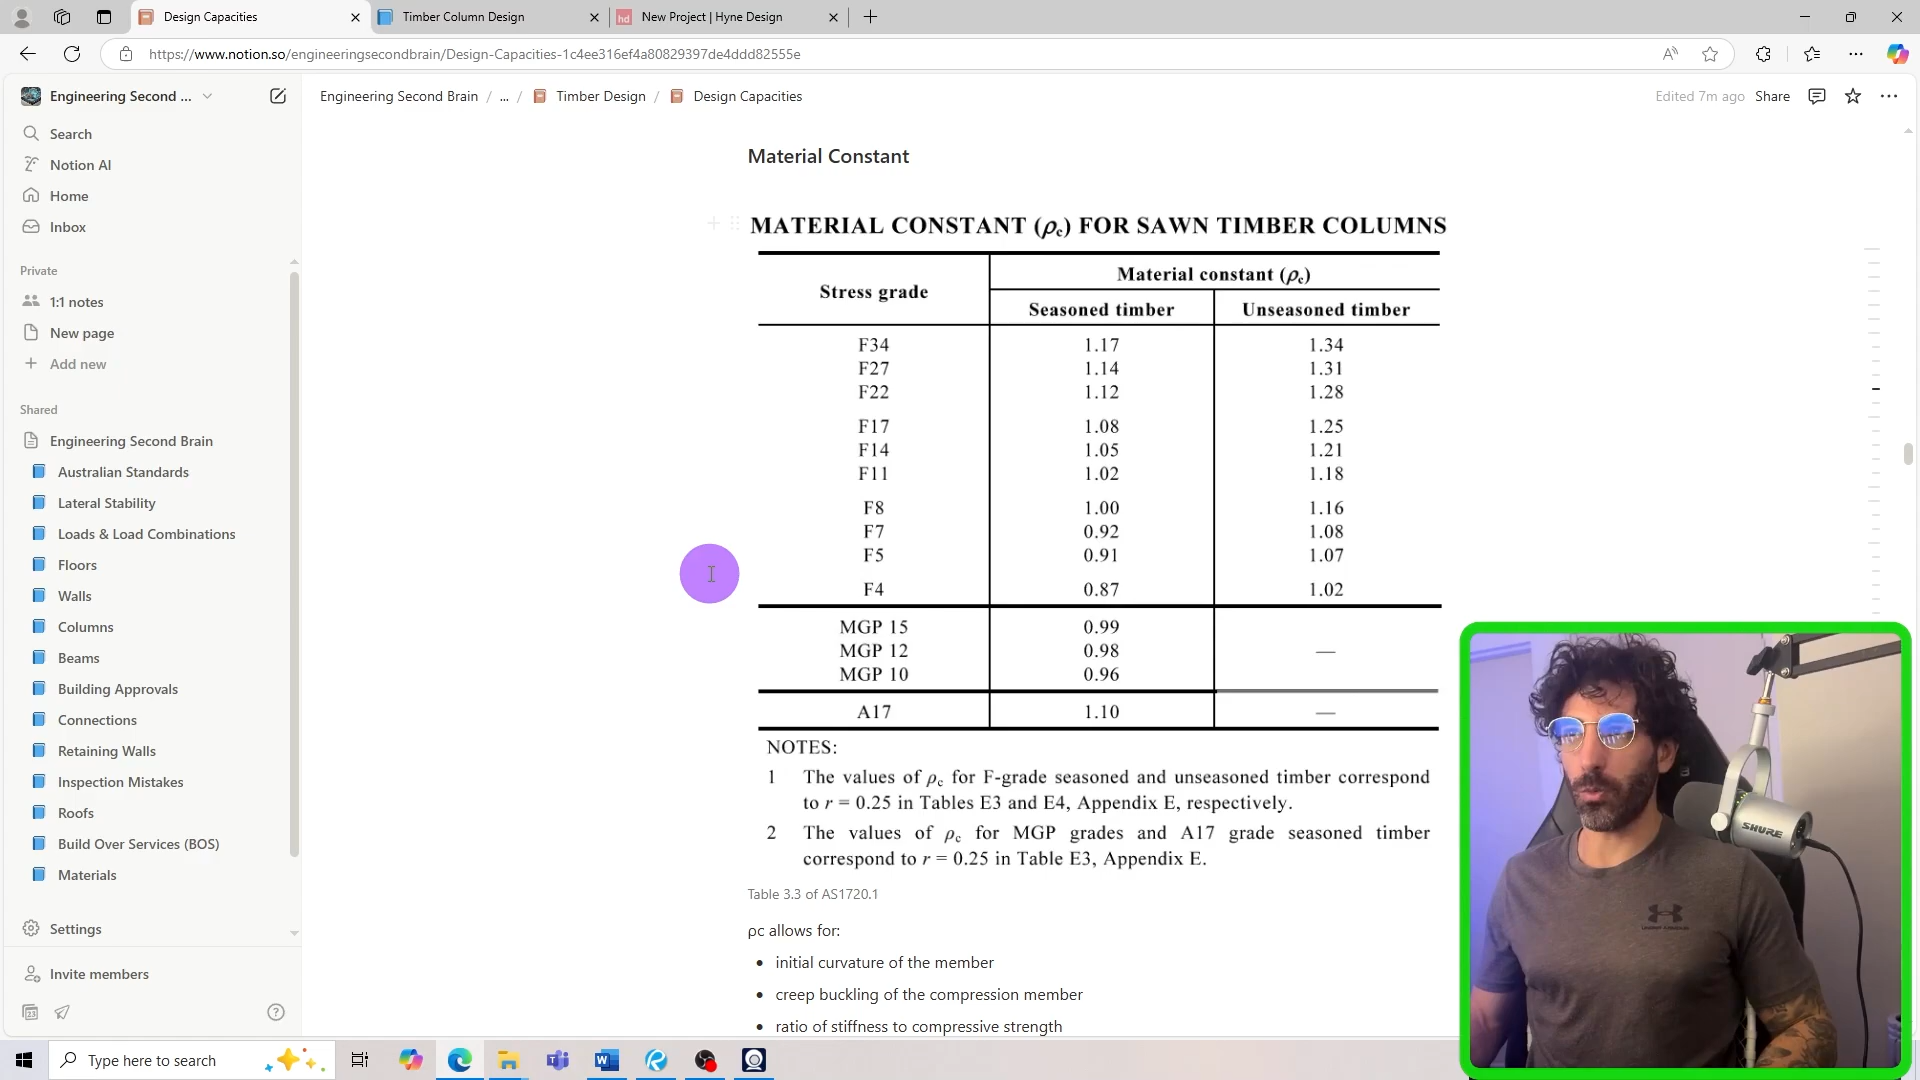 Design Capacities
Timber Column Design
New Project | Hyne Design
https://www.notion.so/engineeringsecondbrain/Design-Capacities-1c4ee316ef4a80829397de4ddd82555e
Engineering Second ...
Engineering Second Brain / ... / Timber Design / Design Capacities
Edited 7m ago Share
Search
Notion AI
Home
Inbox
Private
1:1 notes
New page
Add new
Shared
Engineering Second Brain
Australian Standards
Lateral Stability
Loads & Load Combinations
Floors
Walls
Columns
Beams
Building Approvals
Connections
Retaining Walls
Inspection Mistakes
Roofs
Build Over Services (BOS)
Materials
Settings
Invite members
Material Constant
MATERIAL CONSTANT (ρc) FOR SAWN TIMBER COLUMNS
Stress grade
Material constant (ρc)
Seasoned timber Unseasoned timber
F34 1.17 1.34
F27 1.14 1.31
F22 1.12 1.28
F17 1.08 1.25
F14 1.05 1.21
F11 1.02 1.18
F8 1.00 1.16
F7 0.92 1.08
F5 0.91 1.07
F4 0.87 1.02
MGP 15 0.99
MGP 12 0.98 —
MGP 10 0.96
A17 1.10 —
NOTES:
1 The values of ρc for F-grade seasoned and unseasoned timber correspond
to r = 0.25 in Tables E3 and E4, Appendix E, respectively.
2 The values of ρc for MGP grades and A17 grade seasoned timber
correspond to r = 0.25 in Table E3, Appendix E.
Table 3.3 of AS1720.1
ρc allows for:
• initial curvature of the member
• creep buckling of the compression member
• ratio of stiffness to compressive strength
SHURE
UNDER ARMOUR
Type here to search